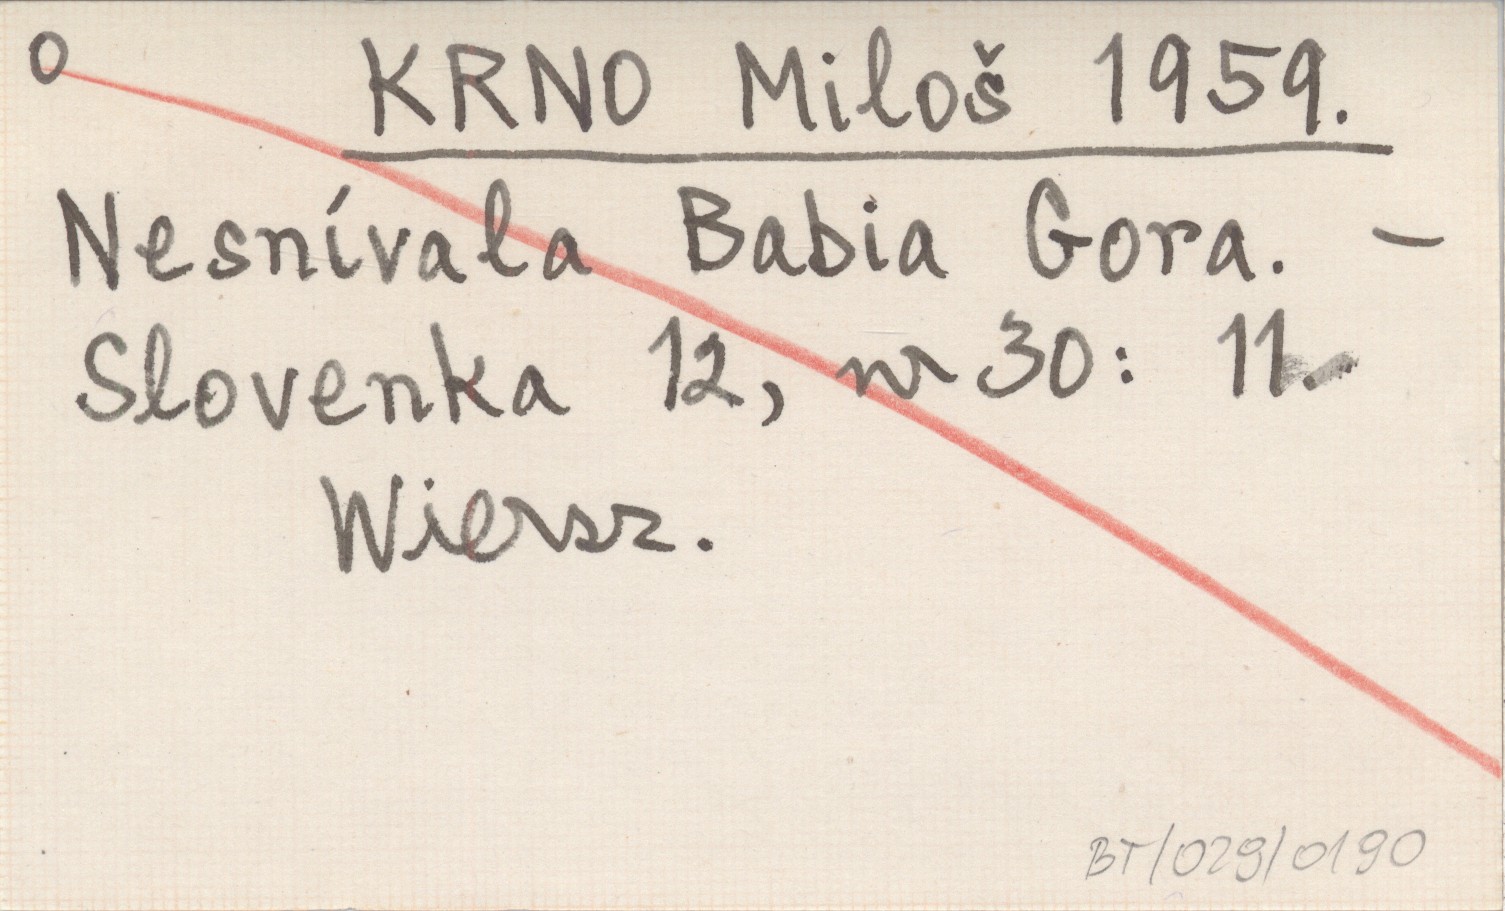 O
KRNO Miloš 1959.
Nesnívala Babia Gora. –
Slovenka 12, nr 30: 11.
Wiersz.
BT/029/0190